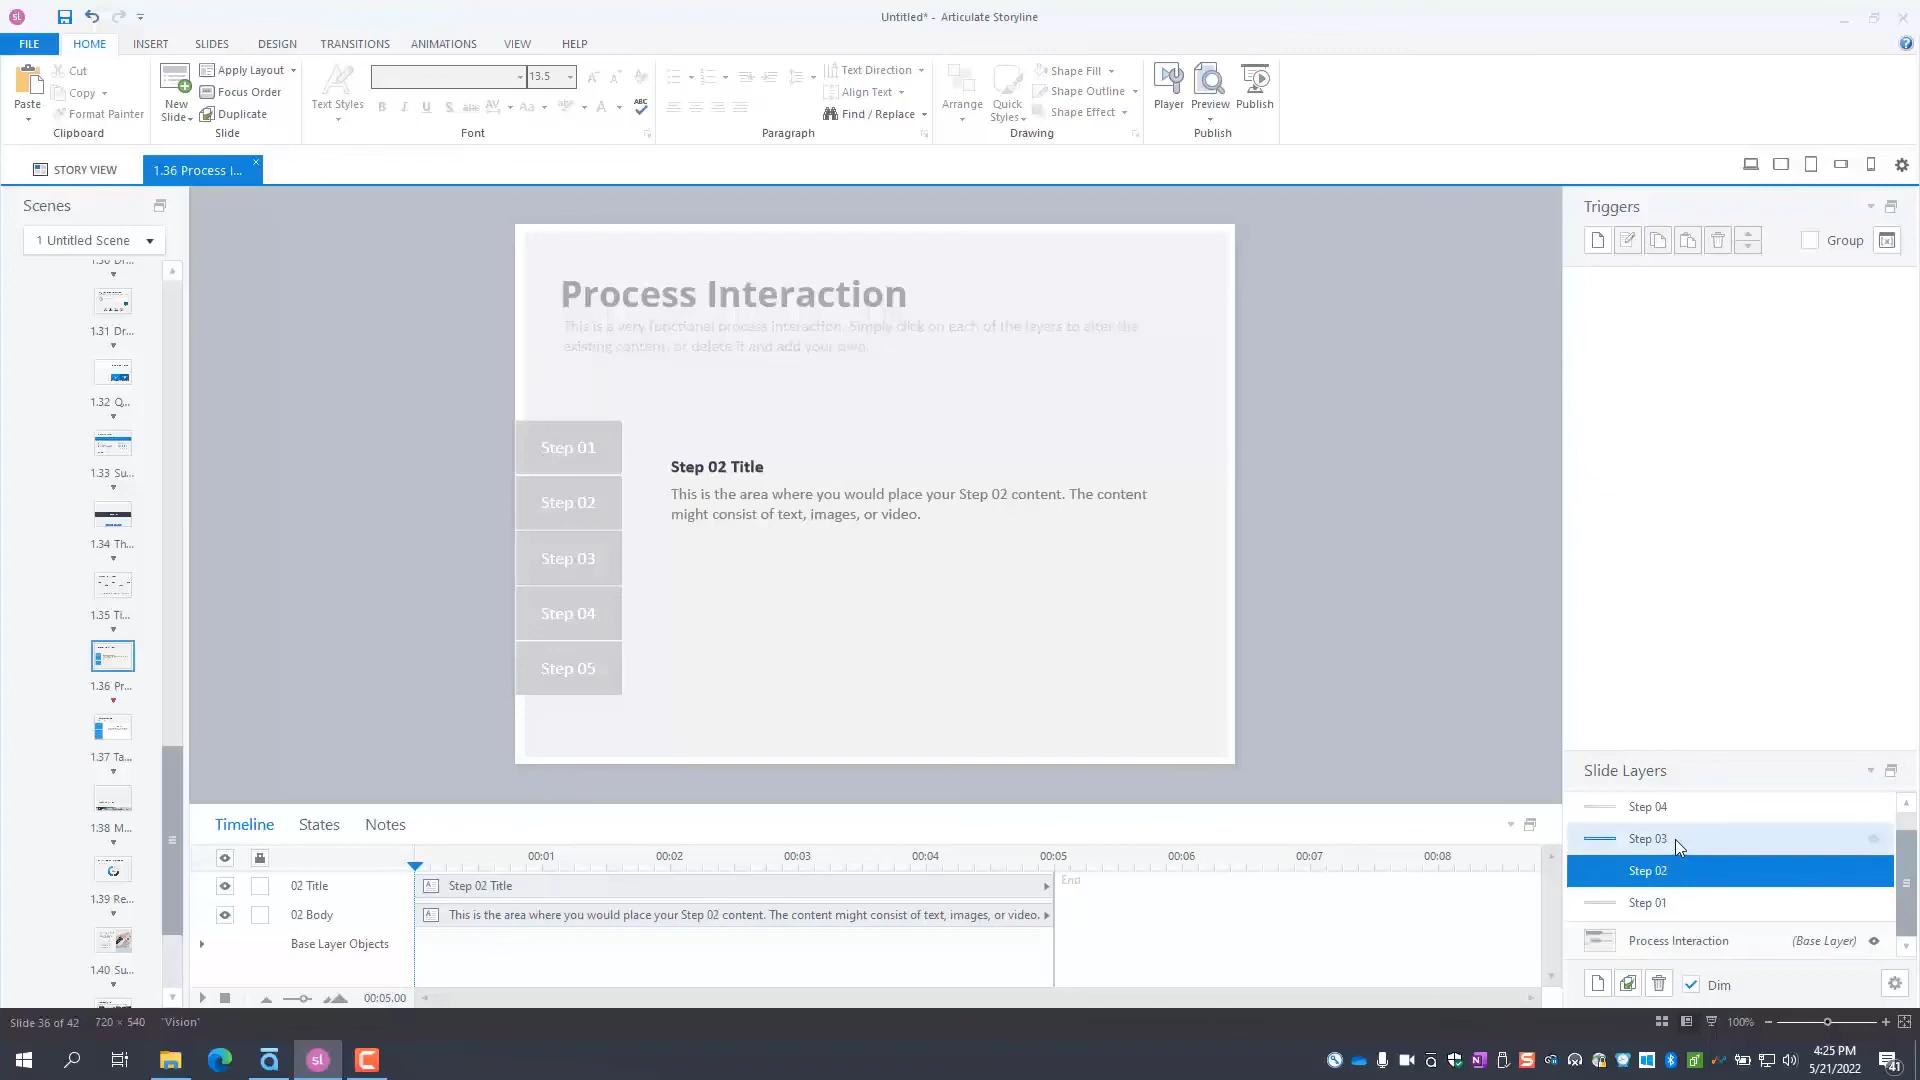 sl
Untitled* - Articulate Storyline
FILE
HOME
INSERT
SLIDES
DESIGN
TRANSITIONS
ANIMATIONS
VIEW
HELP
Paste
Cut
Copy
Format Painter
Clipboard
New
Slide
Apply Layout
Focus Order
Duplicate
Slide
Text Styles
13.5
B I U S abc AV Aa A
ABC
Font
Text Direction
Align Text
Find / Replace
Paragraph
Arrange
Quick
Styles
Shape Fill
Shape Outline
Shape Effect
Drawing
Player
Preview
Publish
Publish
STORY VIEW
1.36 Process I...
Scenes
1 Untitled Scene
1.30 Dr...
1.31 Dr...
1.32 Q...
1.33 Su...
1.34 Th...
1.35 Ti...
1.36 Pr...
1.37 Ta...
1.38 M...
1.39 Re...
1.40 Su...
Process Interaction
This is a very functional process interaction. Simply click on each of the layers to alter the
existing content, or delete it and add your own.
Step 01
Step 02
Step 03
Step 04
Step 05
Step 02 Title
This is the area where you would place your Step 02 content. The content
might consist of text, images, or video.
Triggers
Group
Slide Layers
Step 04
Step 03
Step 02
Step 01
Process Interaction (Base Layer)
Dim
Timeline
States
Notes
00:01 00:02 00:03 00:04 00:05 00:06 00:07 00:08
02 Title
Step 02 Title
End
02 Body
This is the area where you would place your Step 02 content. The content might consist of text, images, or video.
Base Layer Objects
00:05.00
Slide 36 of 42
720 × 540
"Vision"
100%
sl
4:25 PM
5/21/2022
41